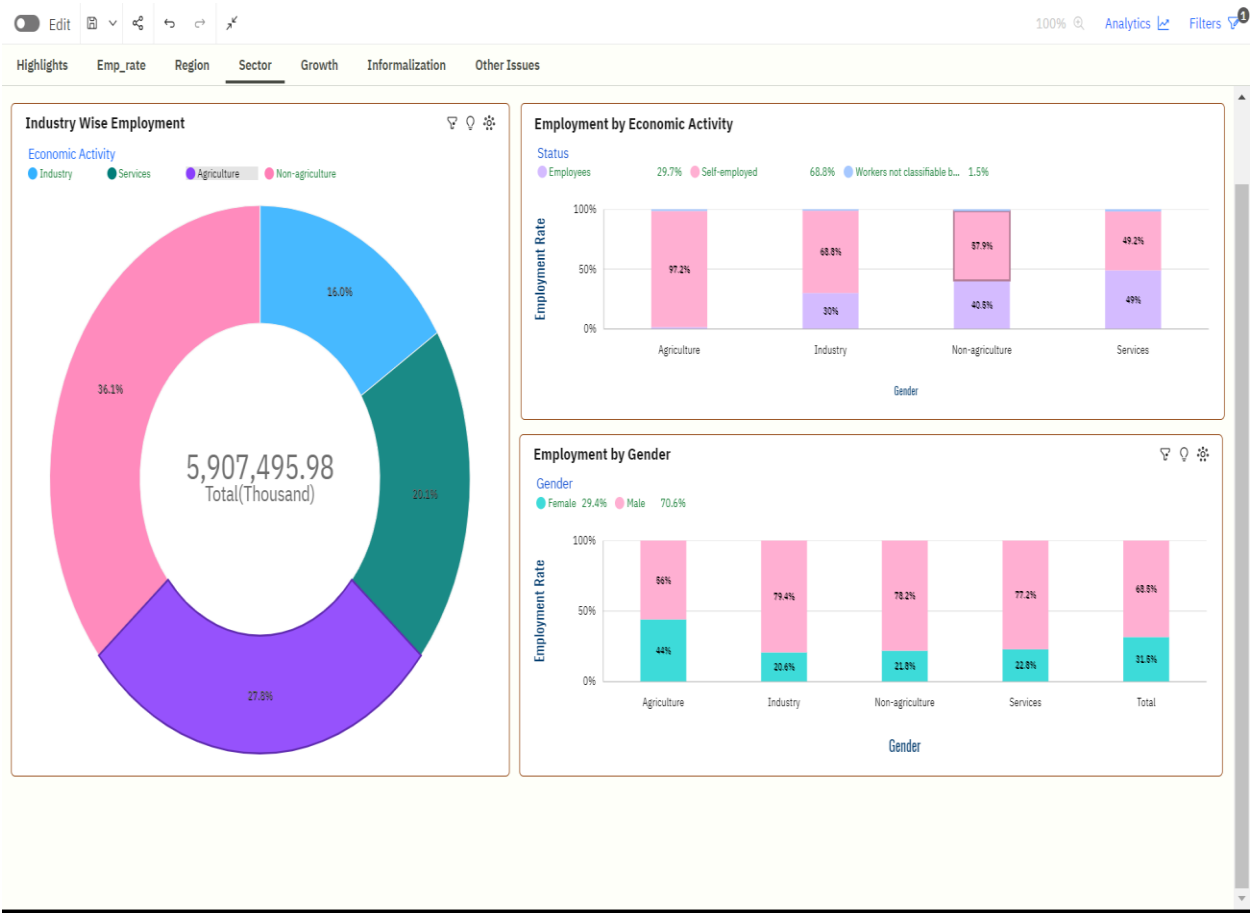 Edit
100%
Analytics
Filters
1
Highlights Emp_rate Region Sector Growth Informalization Other Issues
Industry Wise Employment
Economic Activity
Industry Services Agriculture Non-agriculture
16.0%
36.1%
5,907,495.98
Total(Thousand)
20.1%
27.8%
Employment by Economic Activity
Status
Employees 29.7% Self-employed 68.8% Workers not classifiable b... 1.5%
Employment Rate
100%
50%
0%
97.2%
68.8%
30%
57.9%
40.5%
49.2%
49%
Agriculture Industry Non-agriculture Services
Gender
Employment by Gender
Gender
Female 29.4% Male 70.6%
Employment Rate
100%
50%
0%
56%
44%
79.4%
20.6%
78.2%
21.8%
77.2%
22.8%
68.5%
31.5%
Agriculture Industry Non-agriculture Services Total
Gender